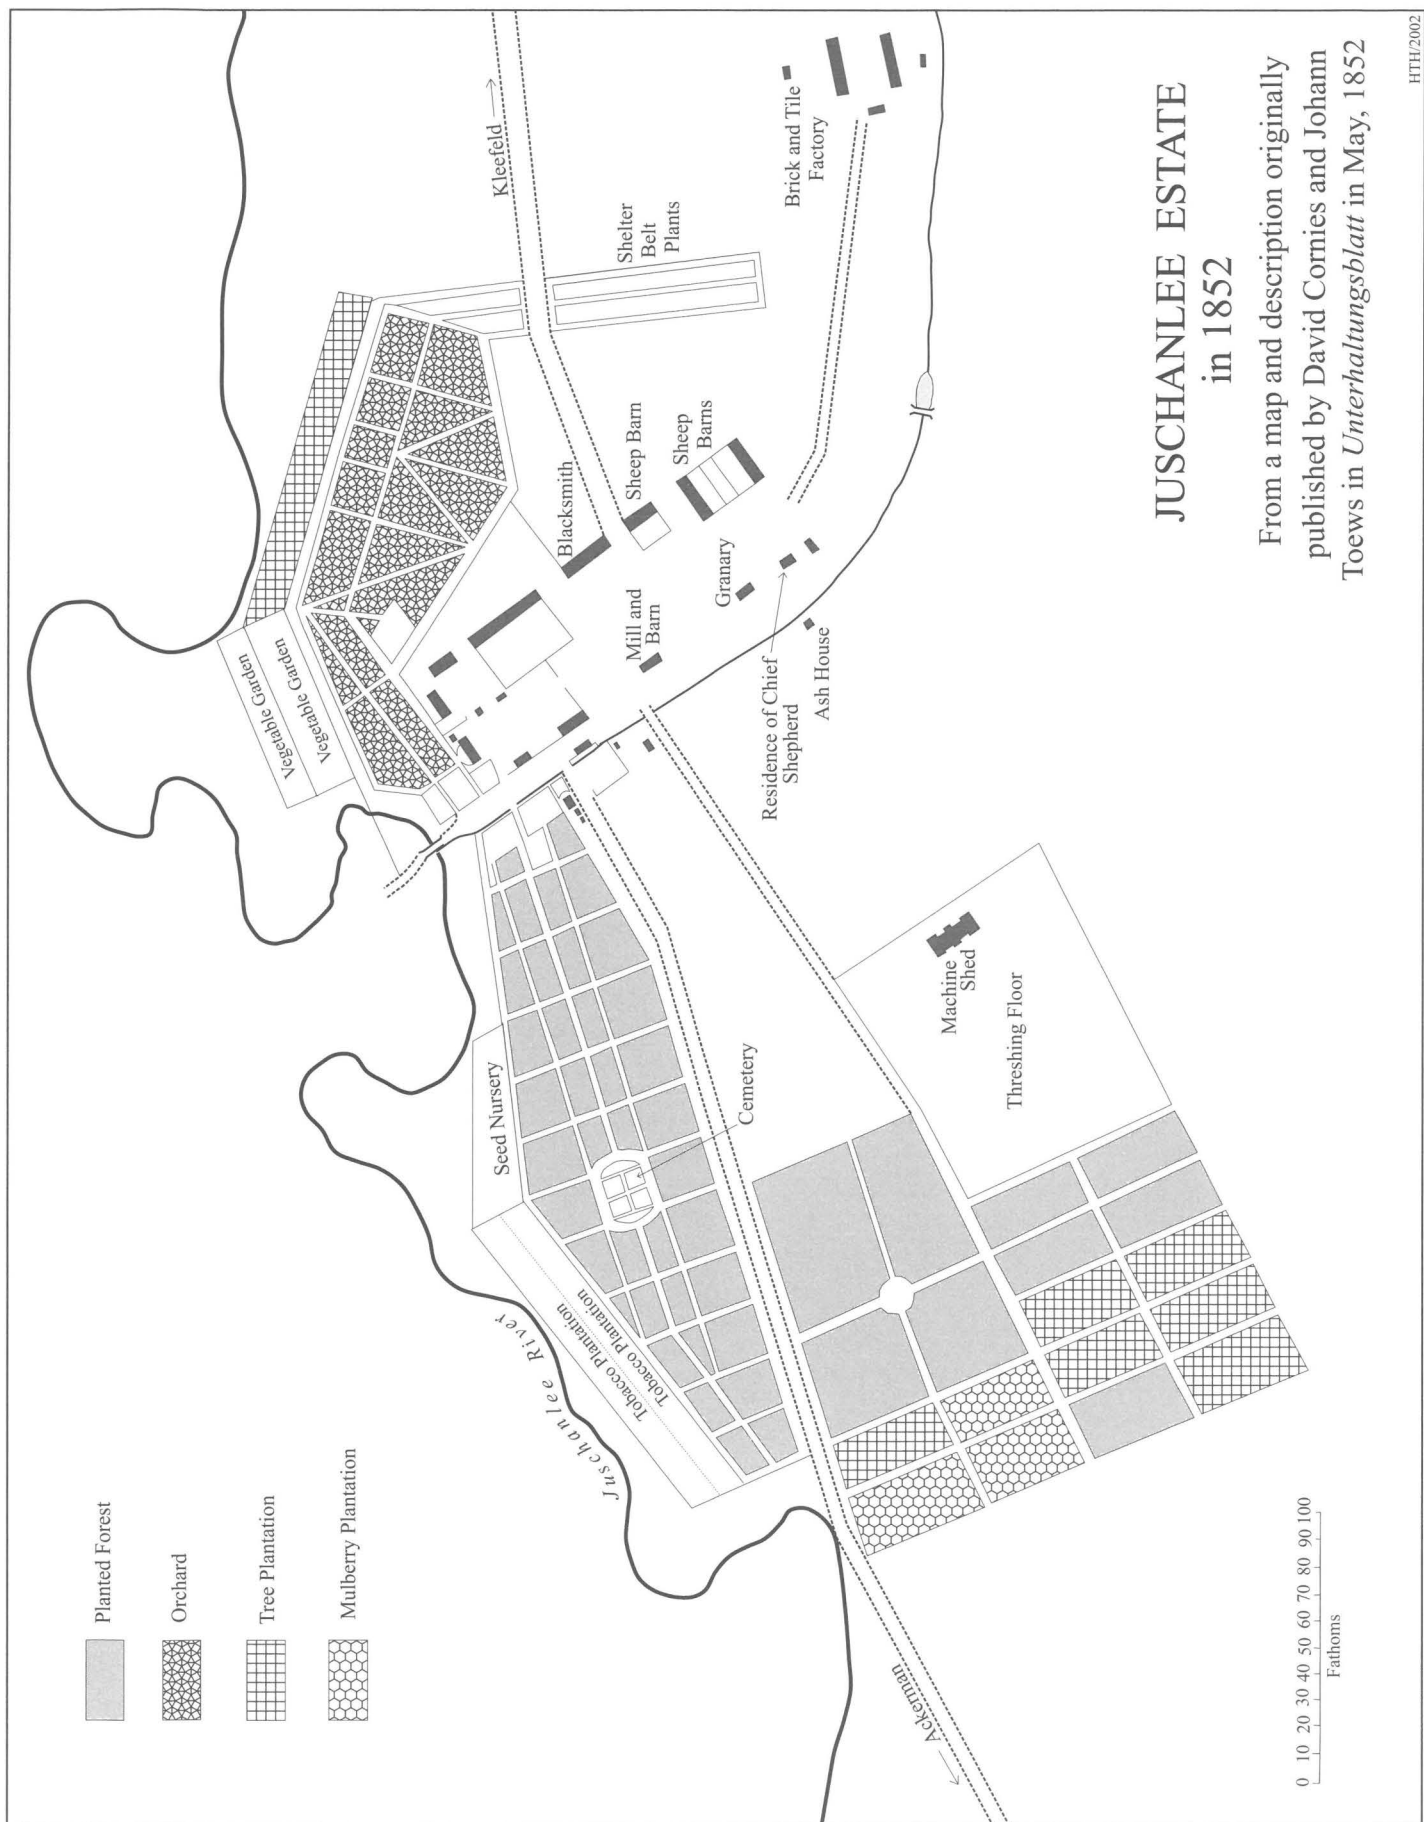 JUSCHANLEE ESTATE
in 1852
From a map and description originally
published by David Cornies and Johann
Toews in Unterhaltungsblatt in May, 1852
HTH/2002
Planted Forest
Orchard
Tree Plantation
Mulberry Plantation
Juschanlee River
Vegetable Garden
Vegetable Garden
Kleefeld
Shelter
Belt
Plants
Brick and Tile
Factory
Blacksmith
Sheep Barn
Sheep
Barns
Mill and
Barn
Granary
Residence of Chief
Shepherd
Ash House
Seed Nursery
Tobacco Plantation
Tobacco Plantation
Cemetery
Machine
Shed
Threshing Floor
Ackerman
0 10 20 30 40 50 60 70 80 90 100
Fathoms